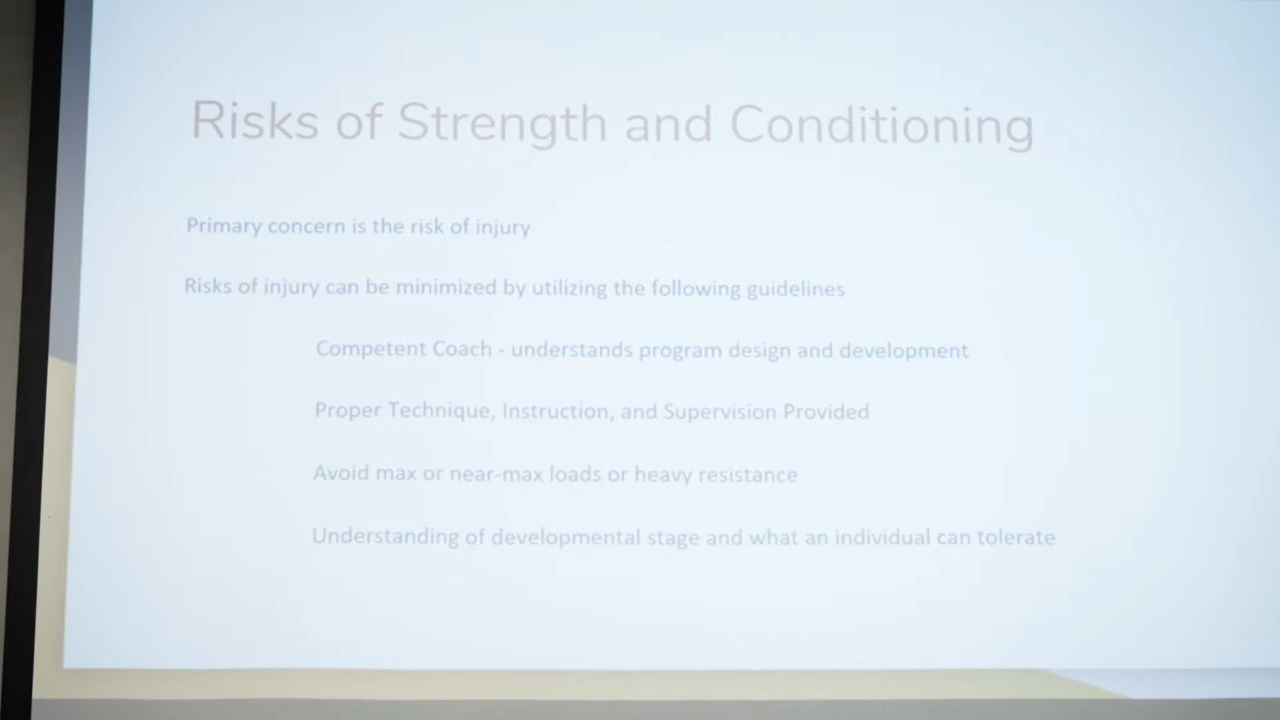 Risks of Strength and Conditioning
Primary concern is the risk of injury
Risks of injury can be minimized by utilizing the following guidelines
Competent Coach - understands program design and development
Proper Technique, Instruction, and Supervision Provided
Avoid max or near-max loads or heavy resistance
Understanding of developmental stage and what an individual can tolerate